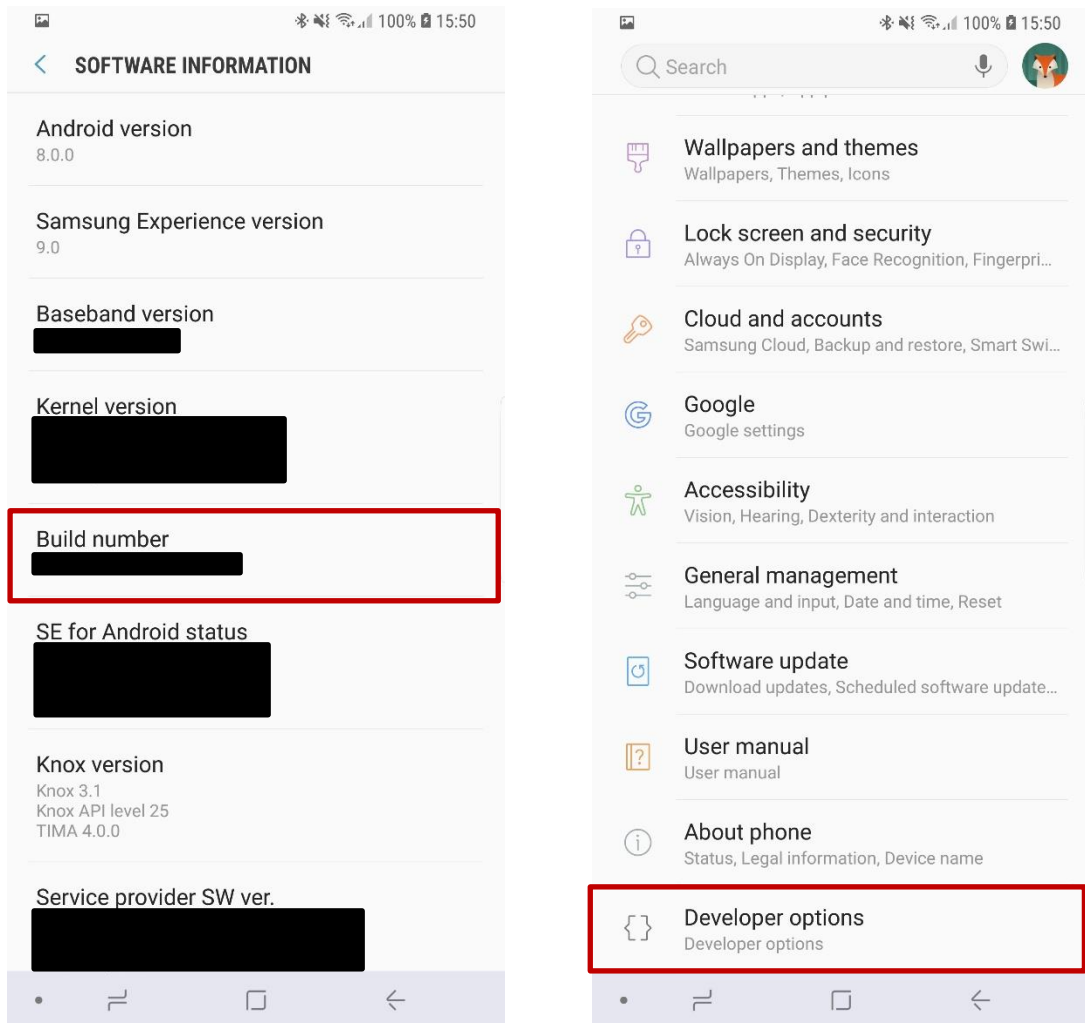 100% 15:50
SOFTWARE INFORMATION
Android version
8.0.0
Samsung Experience version
9.0
Baseband version
Kernel version
Build number
SE for Android status
Knox version
Knox 3.1
Knox API level 25
TIMA 4.0.0
Service provider SW ver.
100% 15:50
Search
Wallpapers and themes
Wallpapers, Themes, Icons
Lock screen and security
Always On Display, Face Recognition, Fingerpri...
Cloud and accounts
Samsung Cloud, Backup and restore, Smart Swi...
Google
Google settings
Accessibility
Vision, Hearing, Dexterity and interaction
General management
Language and input, Date and time, Reset
Software update
Download updates, Scheduled software update...
User manual
User manual
About phone
Status, Legal information, Device name
Developer options
Developer options